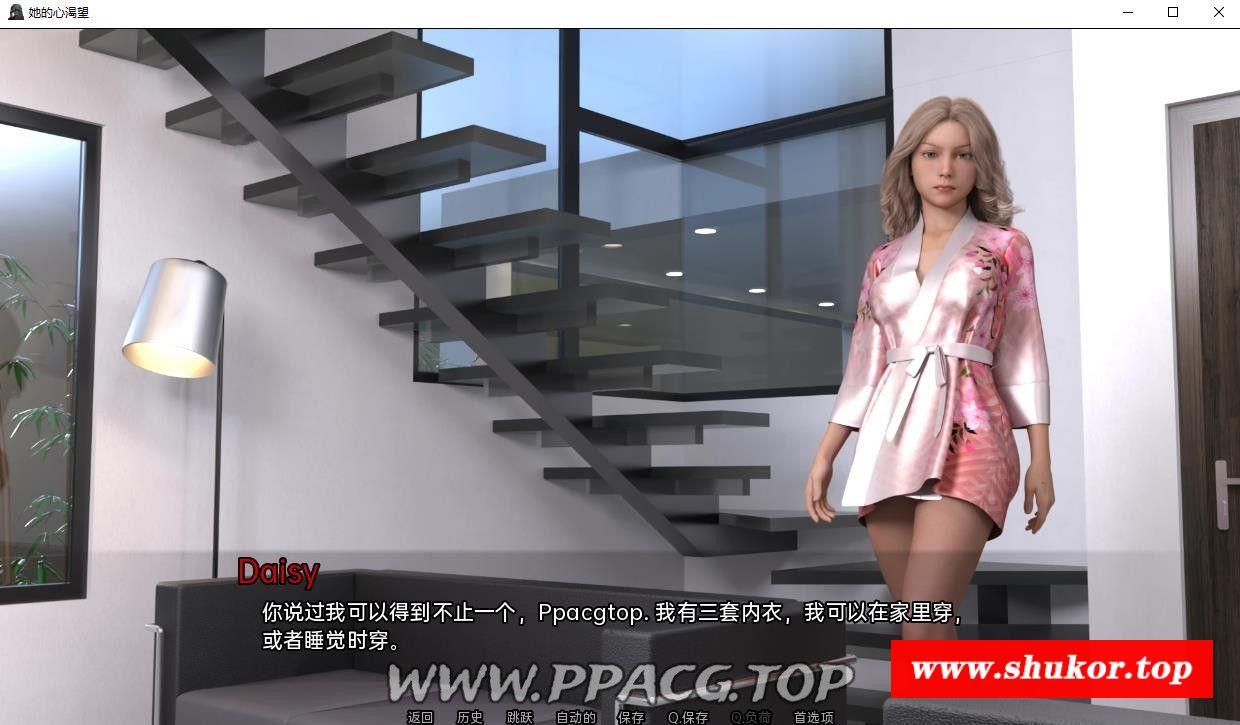 她的心渴望
Daisy
你说过我可以得到不止一个，Ppacgtop. 我有三套内衣，我可以在家里穿，
或者睡觉时穿。
WWW.PPACG.TOP
www.shukor.top
返回 历史 跳跃 自动的 保存 Q.保存 Q.负荷 首选项